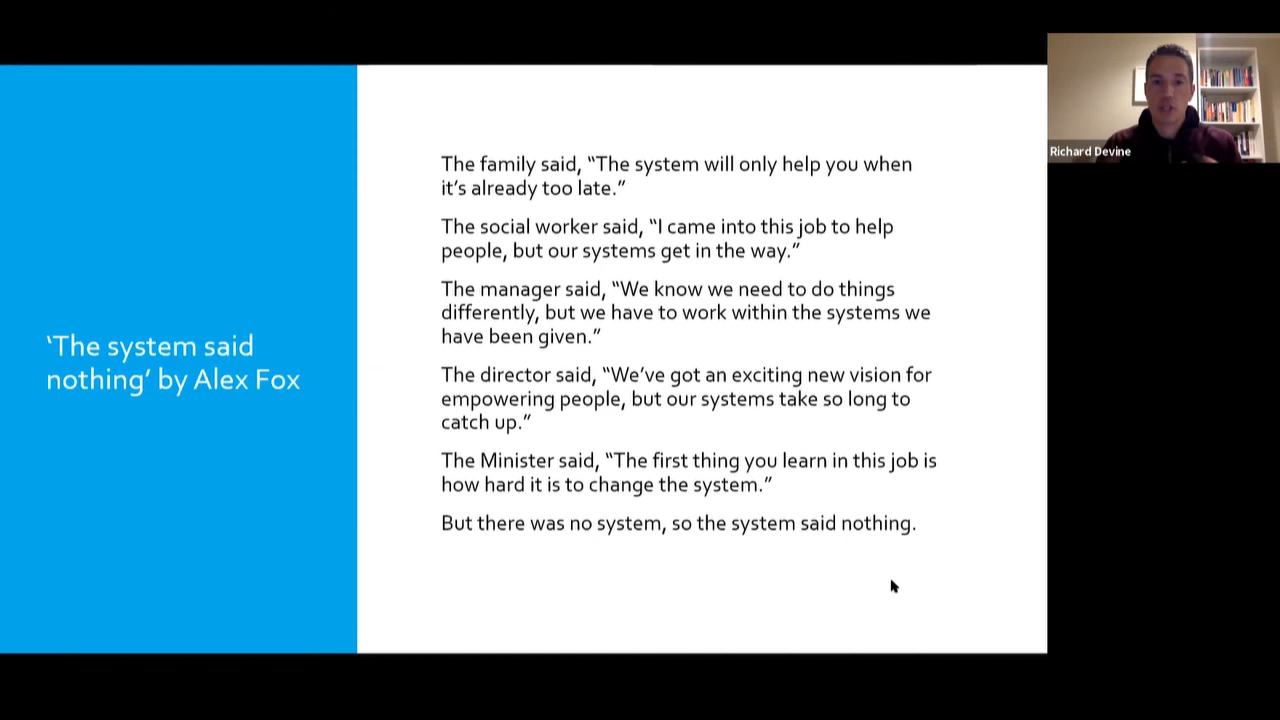 ‘The system said
nothing’ by Alex Fox
The family said, “The system will only help you when
it’s already too late.”
The social worker said, “I came into this job to help
people, but our systems get in the way.”
The manager said, “We know we need to do things
differently, but we have to work within the systems we
have been given.”
The director said, “We’ve got an exciting new vision for
empowering people, but our systems take so long to
catch up.”
The Minister said, “The first thing you learn in this job is
how hard it is to change the system.”
But there was no system, so the system said nothing.
Richard Devine